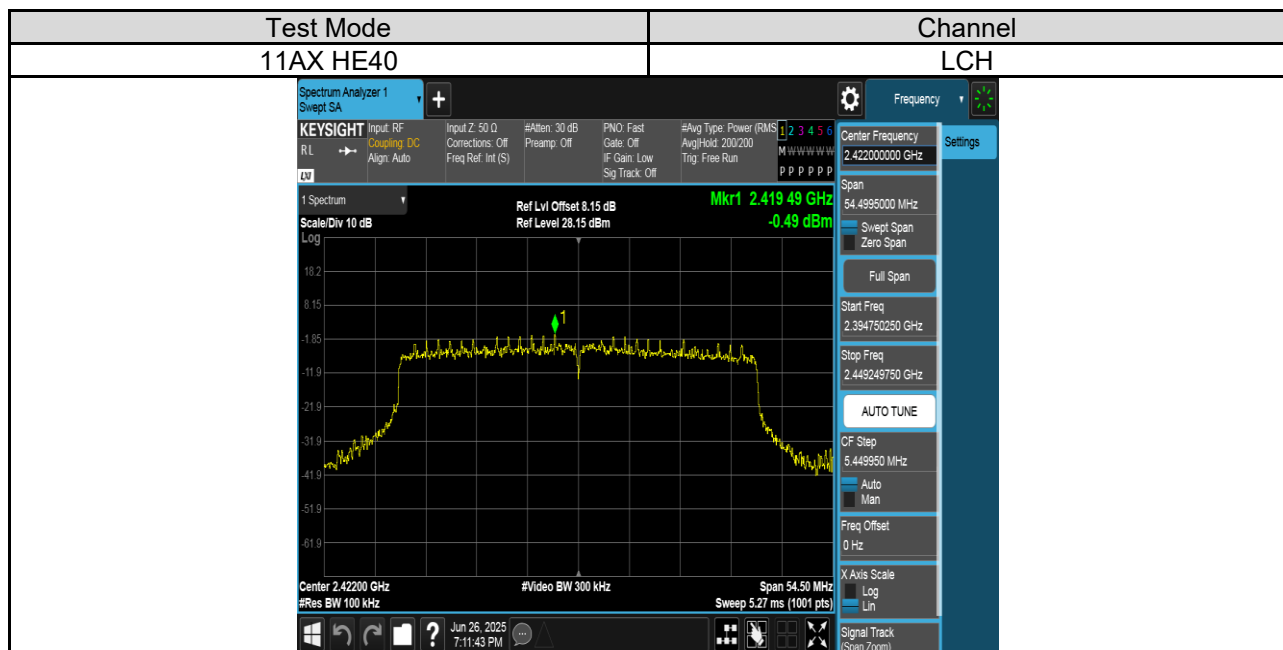 Test Mode Channel
11AX HE40 LCH
Spectrum Analyzer 1
Swept SA
Frequency
KEYSIGHT
RL
LXI
Input: RF
Coupling: DC
Align: Auto
Input Z: 50 Ω
Corrections: Off
Freq Ref: Int (S)
#Atten: 30 dB
Preamp: Off
PNO: Fast
Gate: Off
IF Gain: Low
Sig Track: Off
#Avg Type: Power (RMS
Avg|Hold: 200/200
Trig: Free Run
1 2 3 4 5 6
M W W W W W
P P P P P P
1 Spectrum
Scale/Div 10 dB
Ref Lvl Offset 8.15 dB
Ref Level 28.15 dBm
Mkr1 2.419 49 GHz
-0.49 dBm
Log
18.2
8.15
-1.85
-11.9
-21.9
-31.9
-41.9
-51.9
-61.9
1
Center 2.42200 GHz
#Res BW 100 kHz
#Video BW 300 kHz
Span 54.50 MHz
Sweep 5.27 ms (1001 pts)
?
Jun 26, 2025
7:11:43 PM
Center Frequency
2.422000000 GHz
Settings
Span
54.4995000 MHz
Swept Span
Zero Span
Full Span
Start Freq
2.394750250 GHz
Stop Freq
2.449249750 GHz
AUTO TUNE
CF Step
5.449950 MHz
Auto
Man
Freq Offset
0 Hz
X Axis Scale
Log
Lin
Signal Track
(Span Zoom)